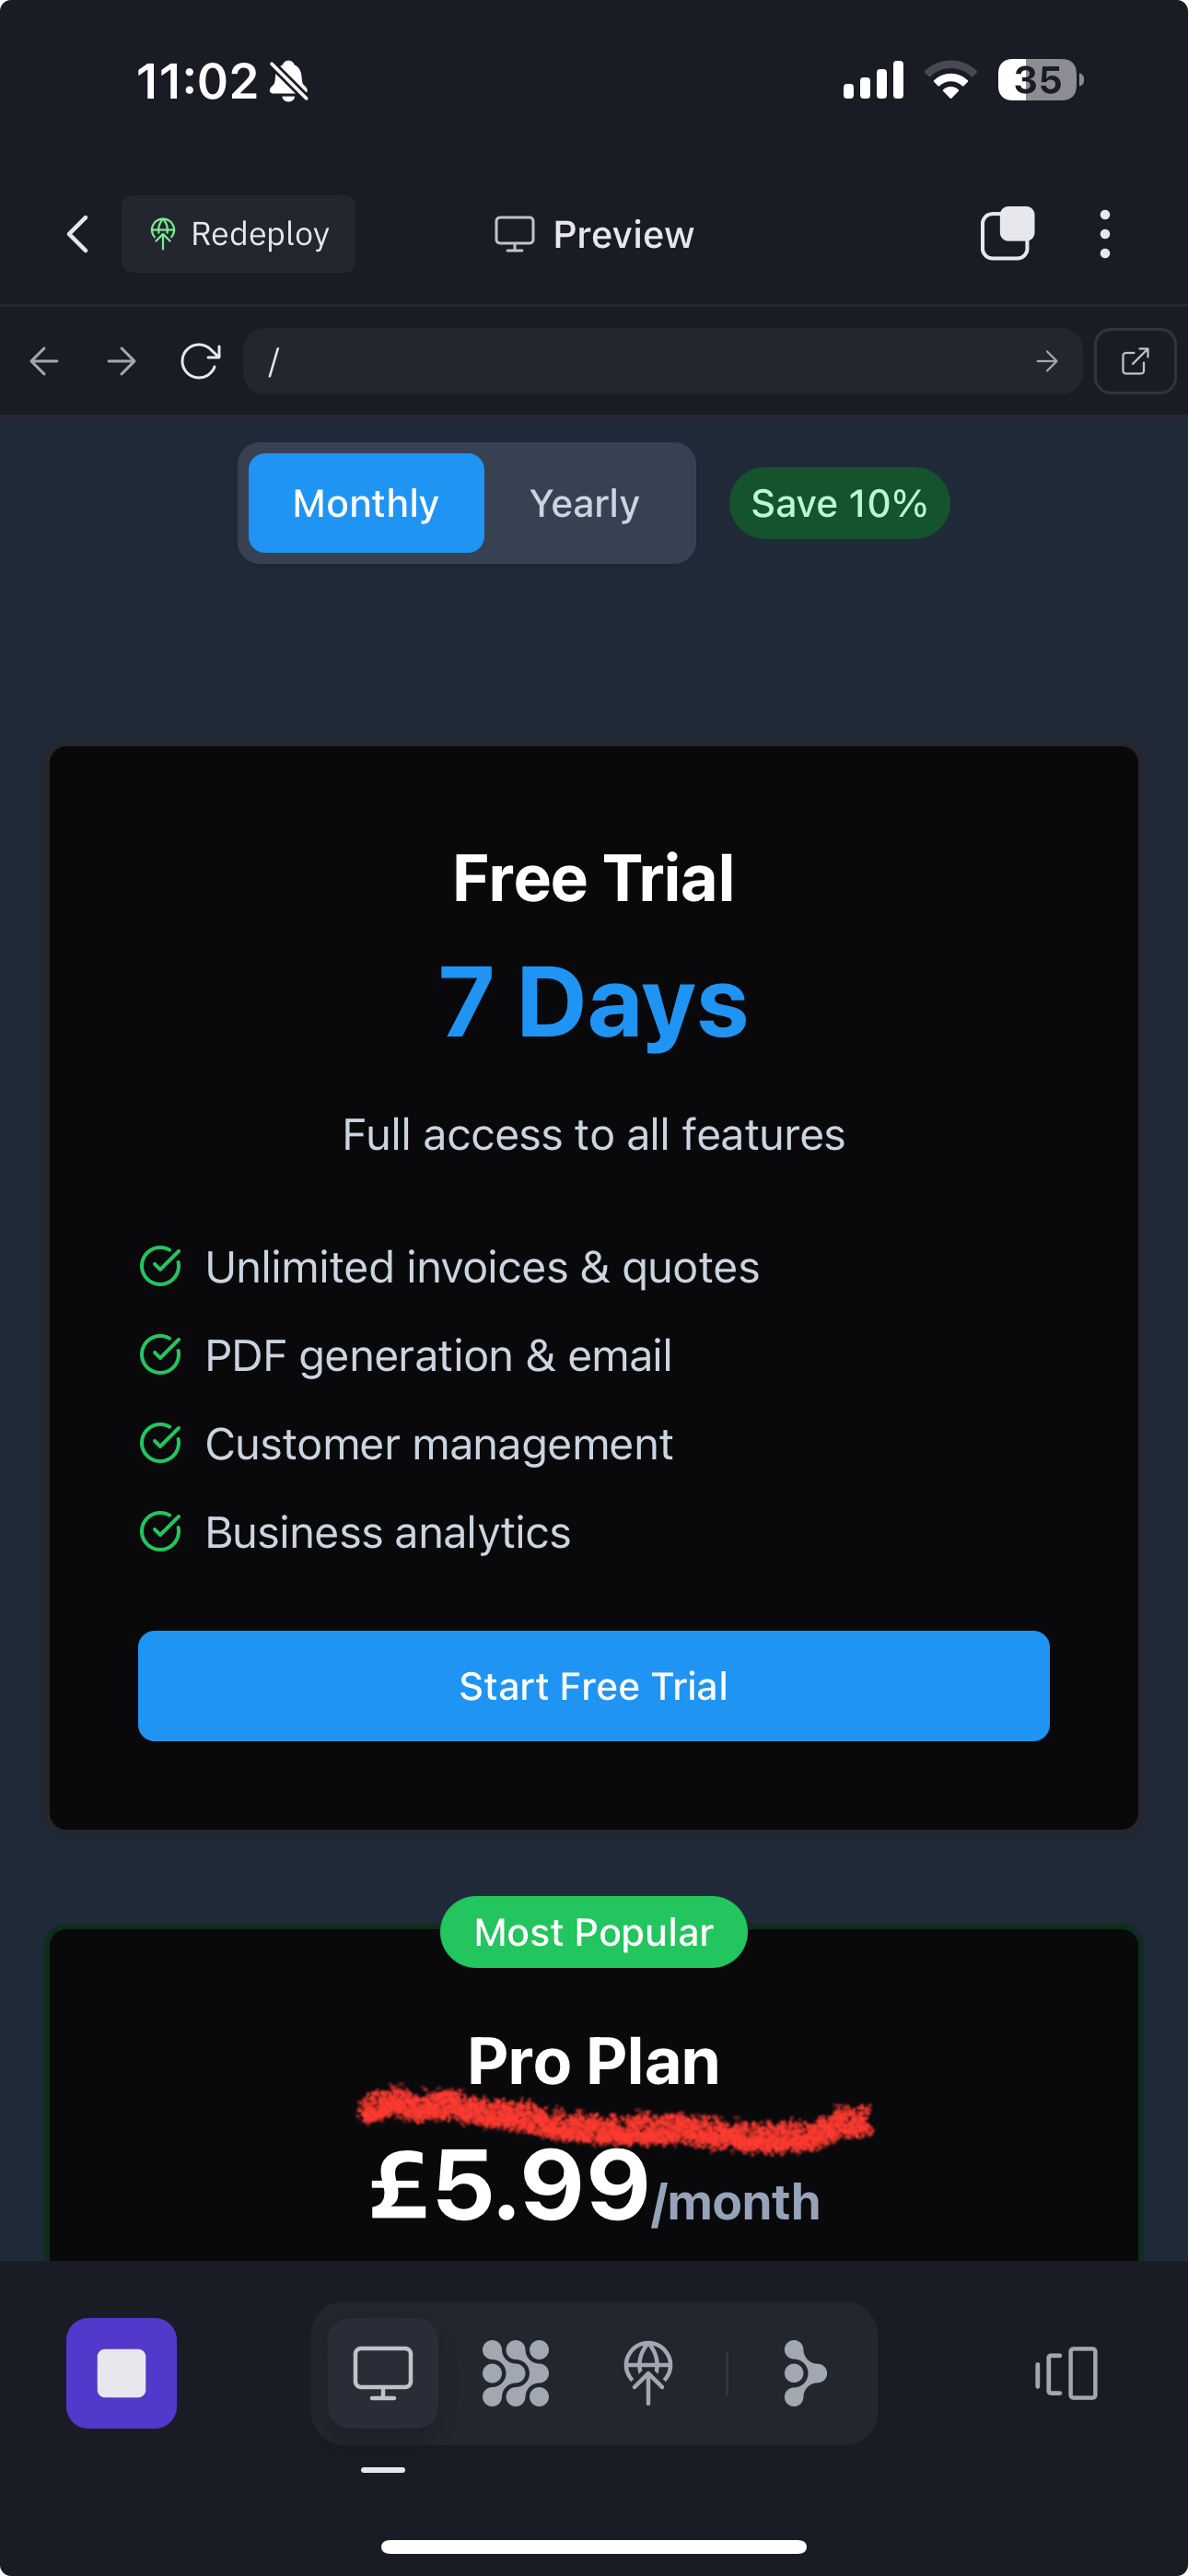 11:02
35
Redeploy
Preview
/
Monthly
Yearly
Save 10%
Free Trial
7 Days
Full access to all features
Unlimited invoices & quotes
PDF generation & email
Customer management
Business analytics
Start Free Trial
Most Popular
Pro Plan
£5.99/month